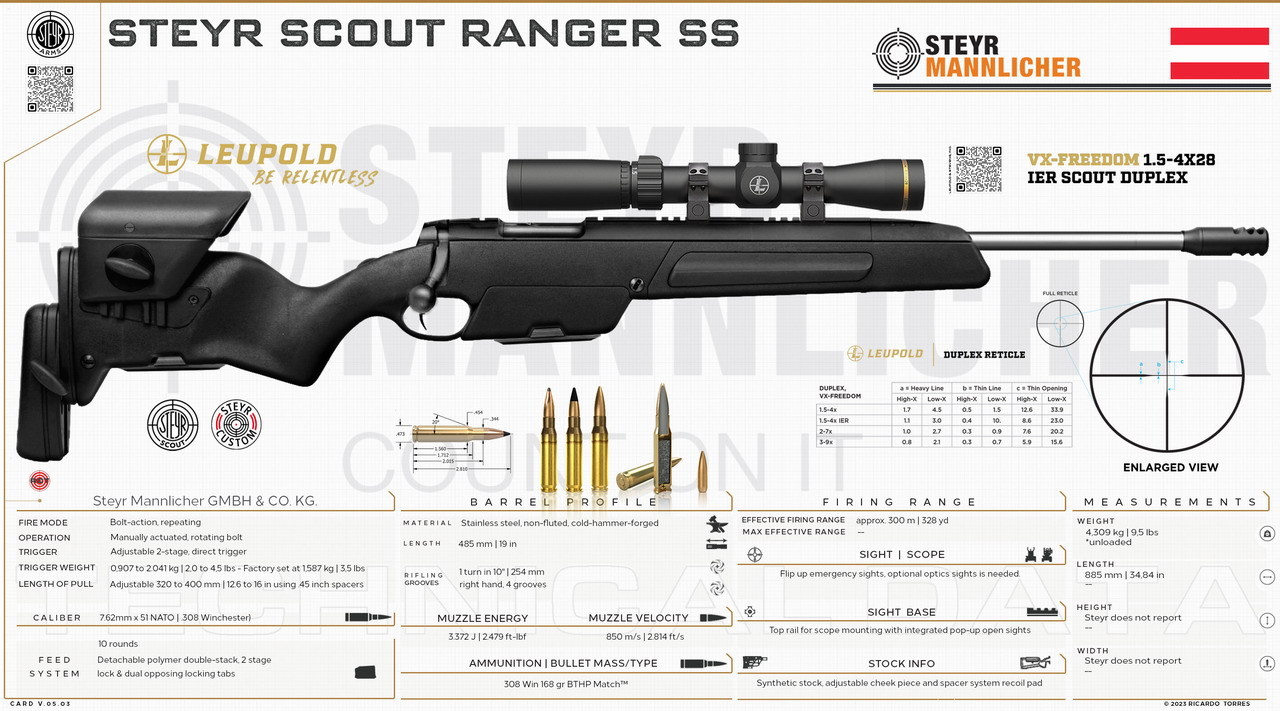 STEYR SCOUT RANGER SS
STEYR
ARMS
STEYR
MANNLICHER
LEUPOLD
BE RELENTLESS
VX-FREEDOM 1.5-4X28
IER SCOUT DUPLEX
STEYR
MANNLICHER
COUNT ON IT
TECHNICAL DATA
FULL RETICLE
LEUPOLD
DUPLEX RETICLE
DUPLEX,
VX-FREEDOM
a = Heavy Line b = Thin Line c = Thin Opening
High-X Low-X High-X Low-X High-X Low-X
1.5-4x 1.7 4.5 0.5 1.5 12.6 33.9
1.5-4x IER 1.1 3.0 0.4 10. 8.6 23.0
2-7x 1.0 2.7 0.3 0.9 7.6 20.2
3-9x 0.8 2.1 0.3 0.7 5.9 15.6
a b c
ENLARGED VIEW
STEYR
SCOUT
STEYR
CUSTOM
.454
20°
.344
.473
1.560
1.712
2.015
2.810
Steyr Mannlicher GMBH & CO. KG.
FIRE MODE Bolt-action, repeating
OPERATION Manually actuated, rotating bolt
TRIGGER Adjustable 2-stage, direct trigger
TRIGGER WEIGHT 0.907 to 2.041 kg | 2.0 to 4,5 lbs - Factory set at 1,587 kg | 3,5 lbs
LENGTH OF PULL Adjustable 320 to 400 mm | 12.6 to 16 in using .45 inch spacers
CALIBER 7.62mm x 51 NATO | 308 Winchester)
10 rounds
FEED Detachable polymer double-stack, 2 stage
SYSTEM lock & dual opposing locking tabs
BARREL PROFILE
MATERIAL Stainless steel, non-fluted, cold-hammer-forged
LENGTH 485 mm | 19 in
RIFLING
GROOVES
1 turn in 10" | 254 mm
right hand, 4 grooves
MUZZLE ENERGY MUZZLE VELOCITY
3.372 J | 2.479 ft-lbf 850 m/s | 2.814 ft/s
AMMUNITION | BULLET MASS/TYPE
308 Win 168 gr BTHP Match™
FIRING RANGE
EFFECTIVE FIRING RANGE approx. 300 m | 328 yd
MAX EFFECTIVE RANGE --
SIGHT | SCOPE
Flip up emergency sights, optional optics sights is needed.
SIGHT BASE
Top rail for scope mounting with integrated pop-up open sights
STOCK INFO
Synthetic stock, adjustable cheek piece and spacer system recoil pad
MEASUREMENTS
WEIGHT
4,309 kg | 9,5 lbs
*unloaded
LENGTH
885 mm | 34,84 in
--
HEIGHT
Steyr does not report
--
WIDTH
Steyr does not report
--
CARD V.05.03
© 2023 RICARDO TORRES